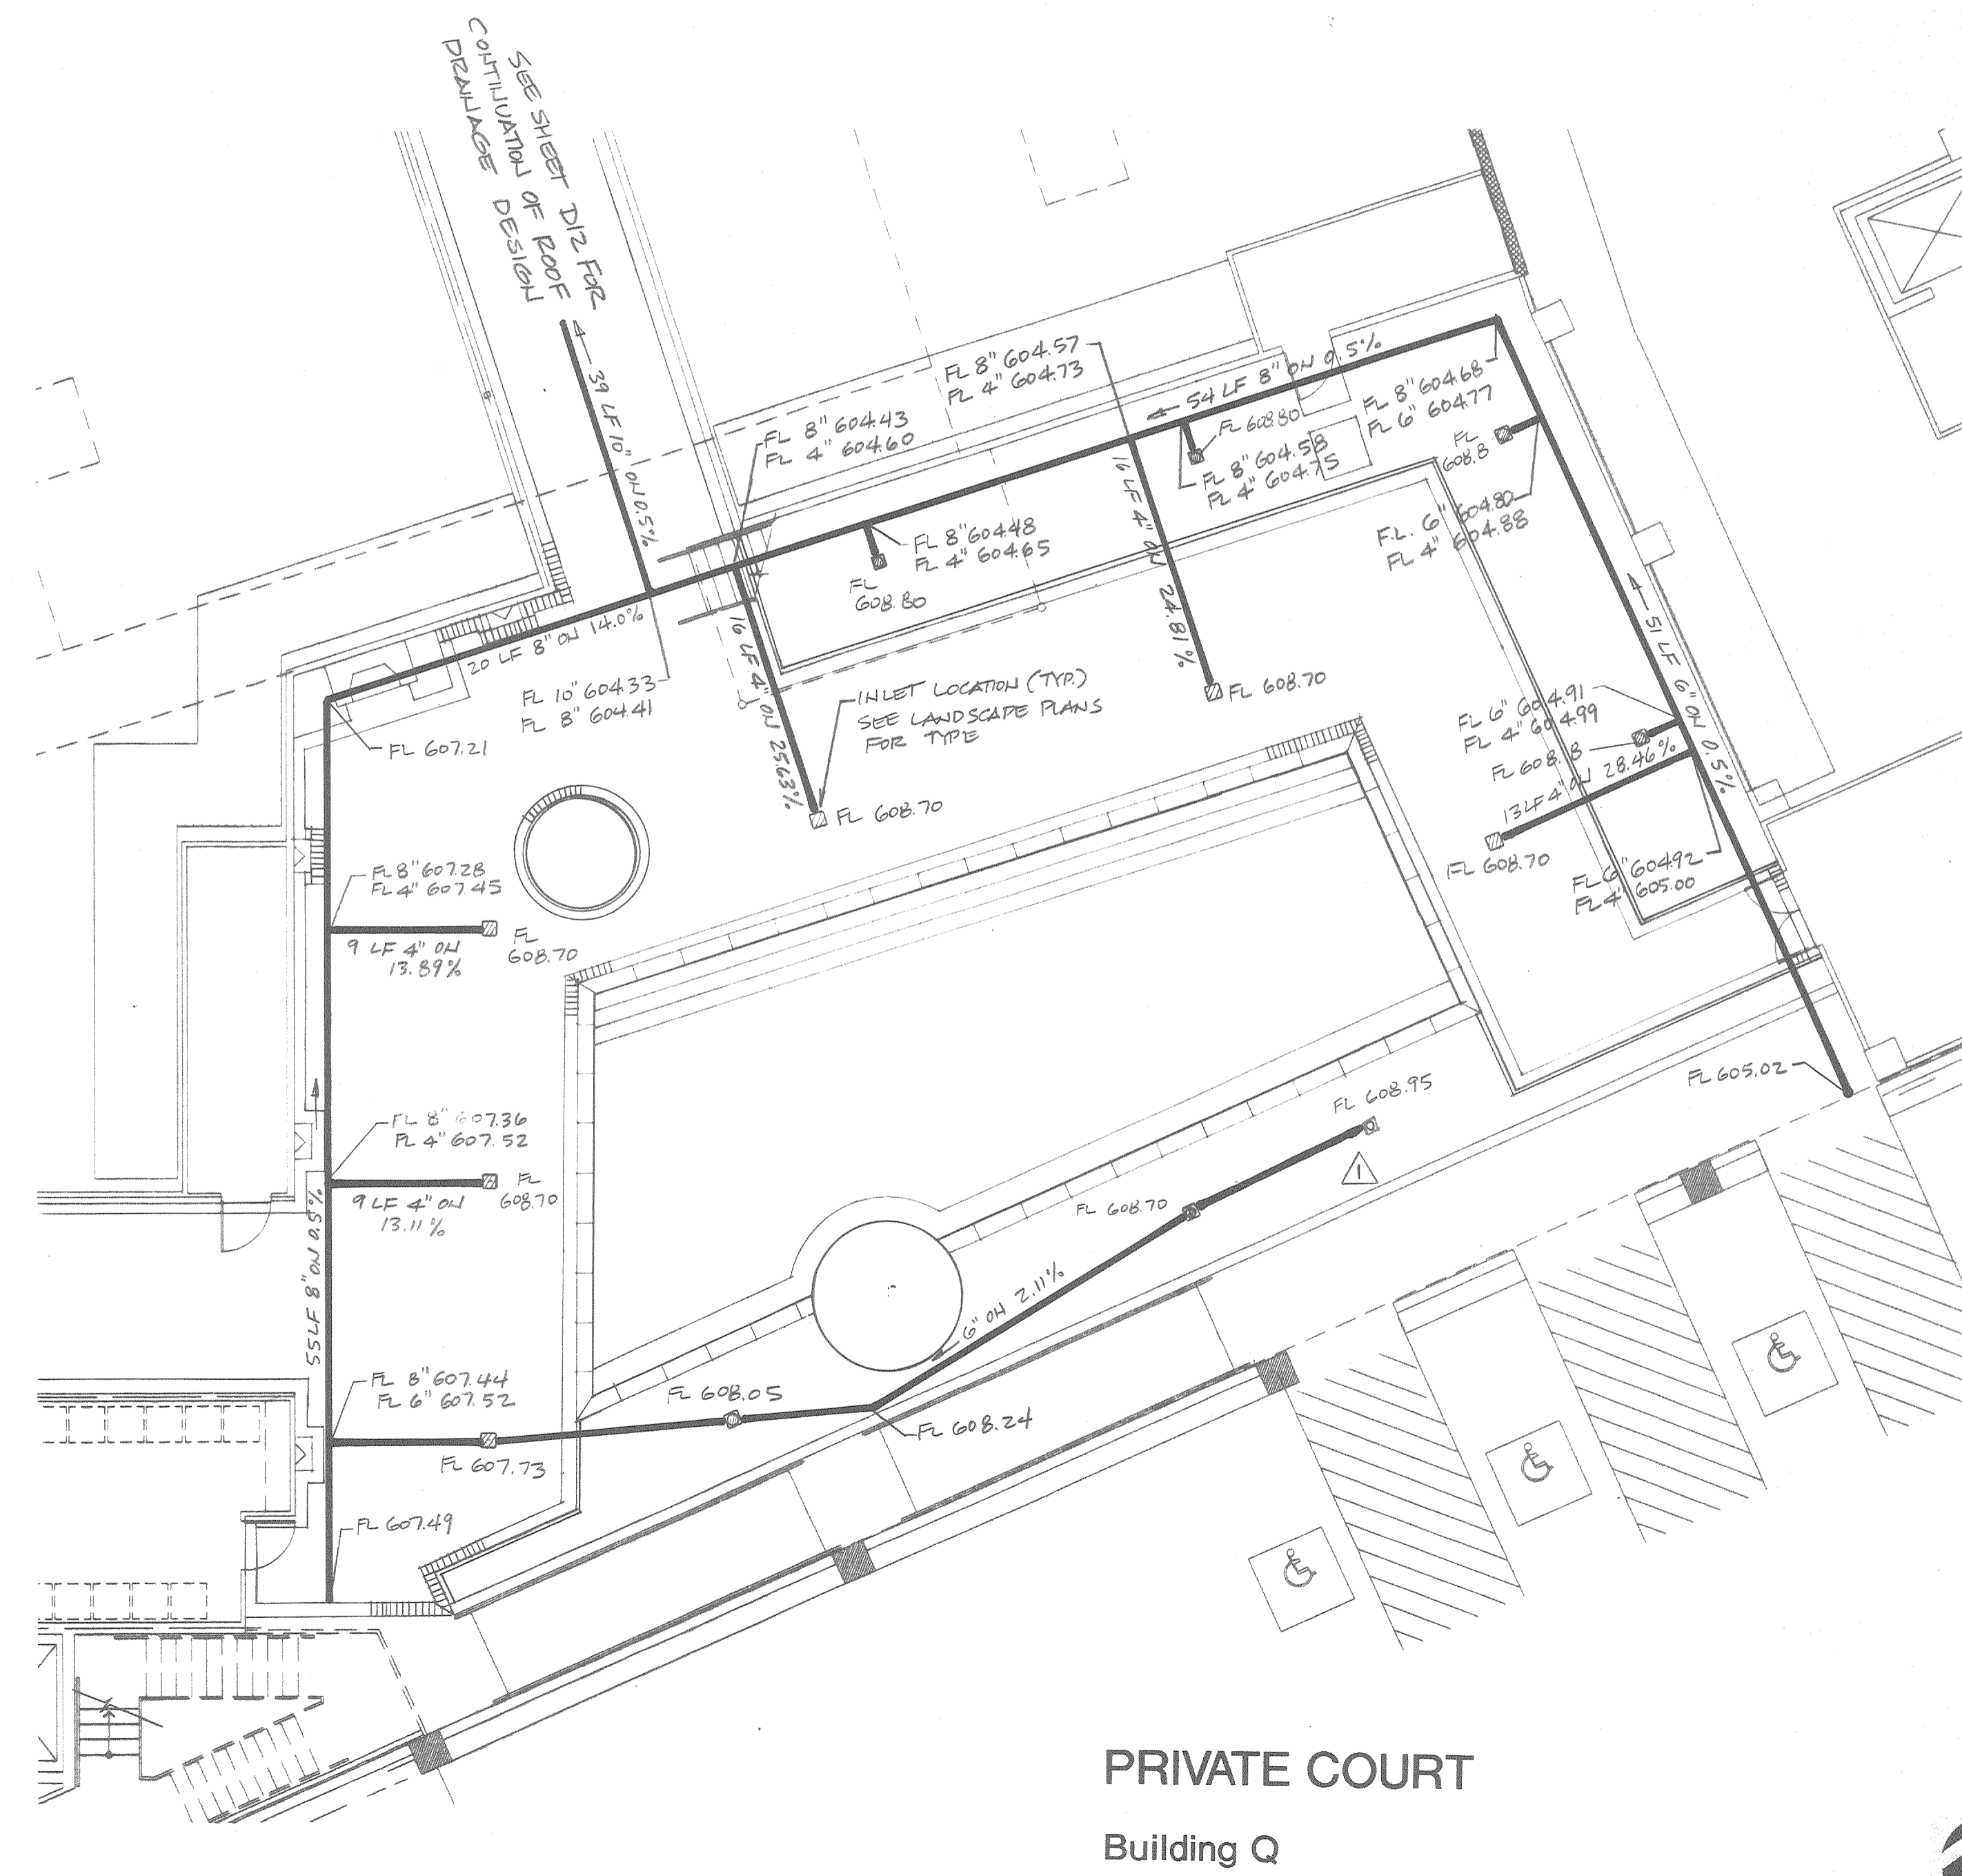 SEE SHEET D12 FOR
CONTINUATION OF ROOF
DRAINAGE DESIGN
39 LF 10" ON 0.5%
FL 8" 604.57
FL 4" 604.73
54 LF 8" ON 0.5%
FL 8" 604.68
FL 6" 604.77
FL 8" 604.43
FL 4" 604.60
FL 608.80
FL 8" 604.58
FL 4" 604.75
FL
608.8
F.L. 6" 604.80
FL 4" 604.88
FL 8" 604.48
FL 4" 604.65
FL
608.80
16 LF 4" ON 24.81%
20 LF 8" ON 14.0%
16 LF 4" ON 25.63%
51 LF 6" ON 0.5%
FL 10" 604.33
FL 8" 604.41
INLET LOCATION (TYP.)
SEE LANDSCAPE PLANS
FOR TYPE
FL 608.70
FL 6" 604.91
FL 4" 604.99
FL 608.8
FL 607.21
13 LF 4" ON 28.46%
FL 608.70
FL 608.70
FL 6" 604.92
FL 4" 605.00
FL 8" 607.28
FL 4" 607.45
FL
608.70
9 LF 4" ON
13.89%
FL 605.02
FL 608.95
FL 8" 607.36
FL 4" 607.52
1
FL
608.70
9 LF 4" ON
13.11%
FL 608.70
55 LF 8" ON 0.5%
6" ON 2.11%
FL 8" 607.44
FL 6" 607.52
FL 608.05
FL 608.24
FL 607.73
FL 607.49
PRIVATE COURT
Building Q